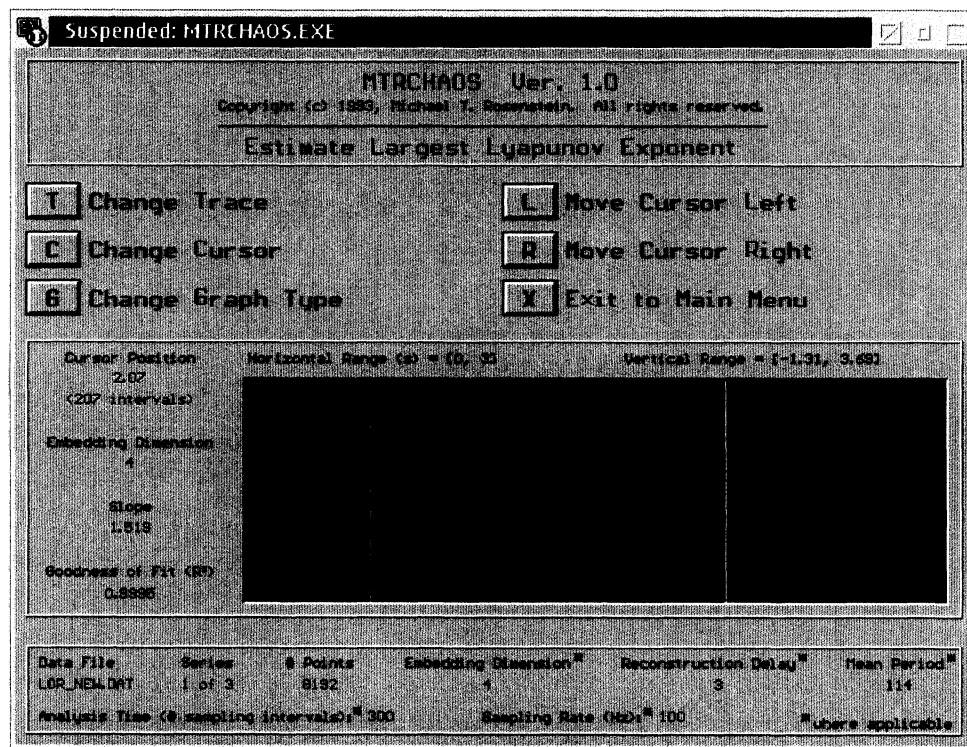 Suspended: MTRCHAOS.EXE
MTRCHAOS Ver. 1.0
Copyright (c) 1993, Michael T. Rosenstein. All rights reserved.
Estimate Largest Lyapunov Exponent
T Change Trace
L Move Cursor Left
C Change Cursor
R Move Cursor Right
G Change Graph Type
X Exit to Main Menu
Cursor Position
2.07
(207 intervals)
Horizontal Range (s) = [0, 3]
Vertical Range = [-1.31, 3.69]
Embedding Dimension
4
Slope
1.519
Goodness of Fit (R²)
0.9995
Data File Series # Points Embedding Dimension* Reconstruction Delay* Mean Period*
LOR_NEW.DAT 1 of 3 8192 4 3 114
Analysis Time (# sampling intervals):* 300 Sampling Rate (Hz):* 100 *where applicable